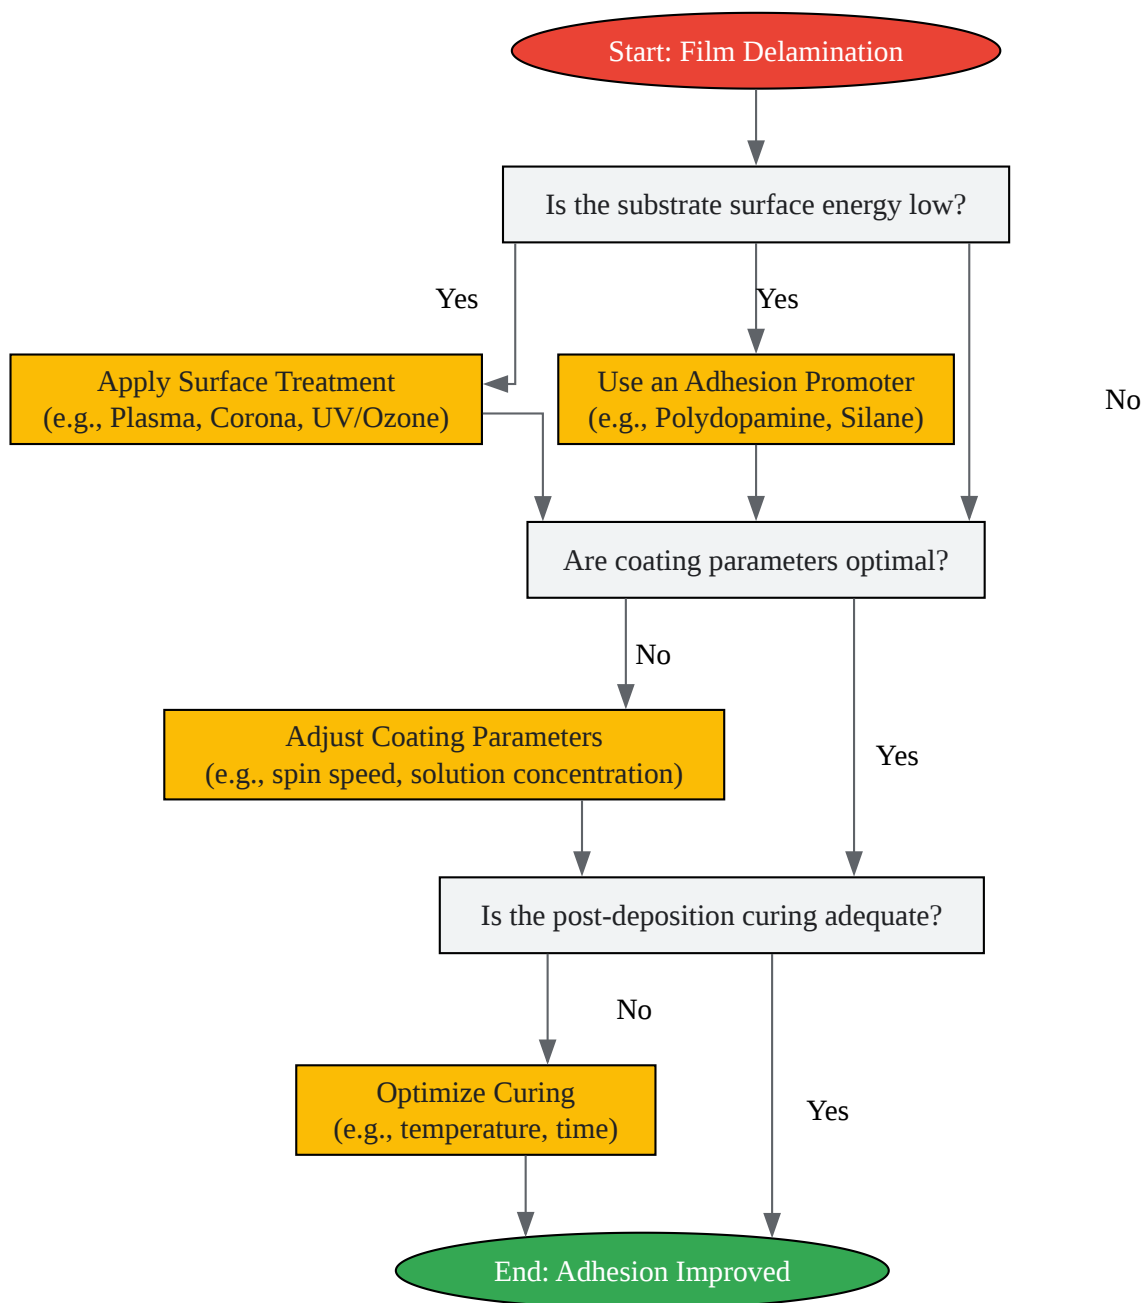 Start: Film Delamination
Is the substrate surface energy low?
Yes
Yes
Apply Surface Treatment
(e.g., Plasma, Corona, UV/Ozone)
Use an Adhesion Promoter
(e.g., Polydopamine, Silane)
No
Are coating parameters optimal?
No
Adjust Coating Parameters
(e.g., spin speed, solution concentration)
Yes
Is the post-deposition curing adequate?
No
Optimize Curing
(e.g., temperature, time)
Yes
End: Adhesion Improved